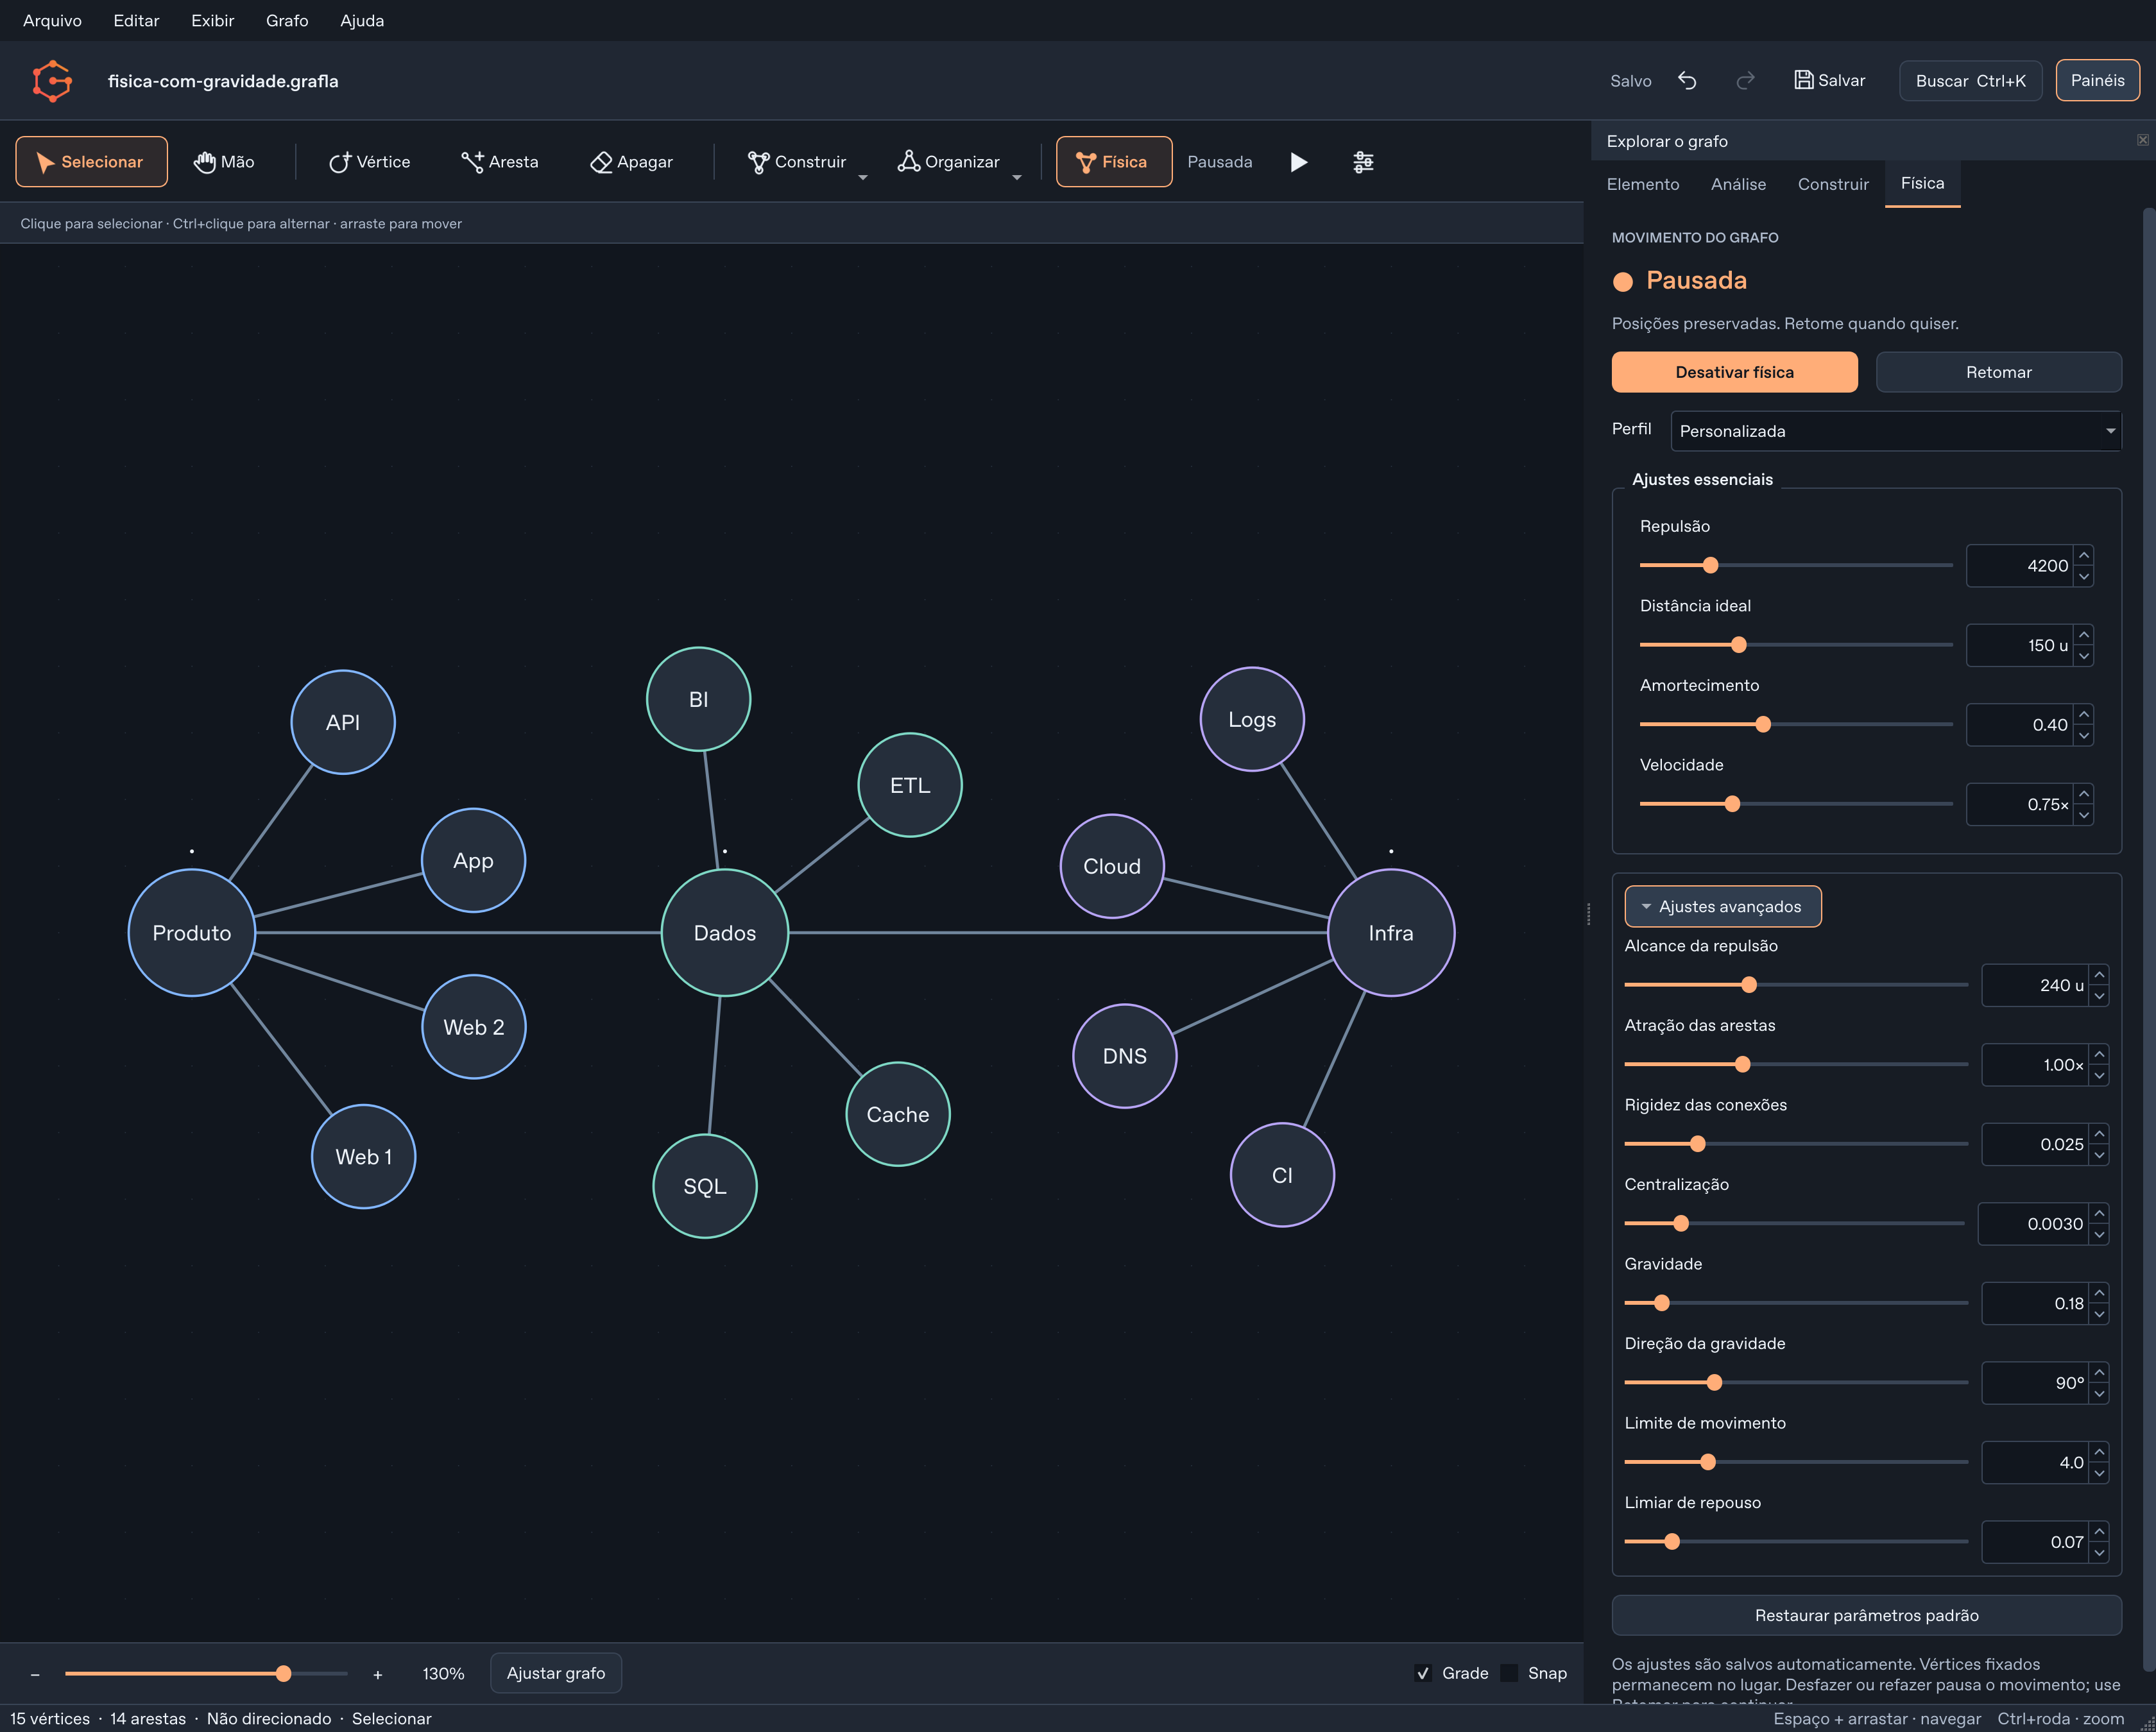 Arquivo Editar Exibir Grafo Ajuda
fisica-com-gravidade.grafla
Salvo Salvar Buscar Ctrl+K Painéis
Selecionar Mão Vértice Aresta Apagar Construir Organizar Física Pausada
Clique para selecionar · Ctrl+clique para alternar · arraste para mover
API
BI
ETL
Logs
App
Cloud
Produto
Dados
Infra
Web 2
DNS
Cache
Web 1
SQL
CI
Explorar o grafo
Elemento Análise Construir Física
MOVIMENTO DO GRAFO
Pausada
Posições preservadas. Retome quando quiser.
Desativar física Retomar
Perfil Personalizada
Ajustes essenciais
Repulsão
4200
Distância ideal
150 u
Amortecimento
0.40
Velocidade
0.75×
Ajustes avançados
Alcance da repulsão
240 u
Atração das arestas
1.00×
Rigidez das conexões
0.025
Centralização
0.0030
Gravidade
0.18
Direção da gravidade
90°
Limite de movimento
4.0
Limiar de repouso
0.07
Restaurar parâmetros padrão
Os ajustes são salvos automaticamente. Vértices fixados
permanecem no lugar. Desfazer ou refazer pausa o movimento; use
− + 130% Ajustar grafo Grade Snap
15 vértices · 14 arestas · Não direcionado · Selecionar
Espaço + arrastar · navegar Ctrl+roda · zoom